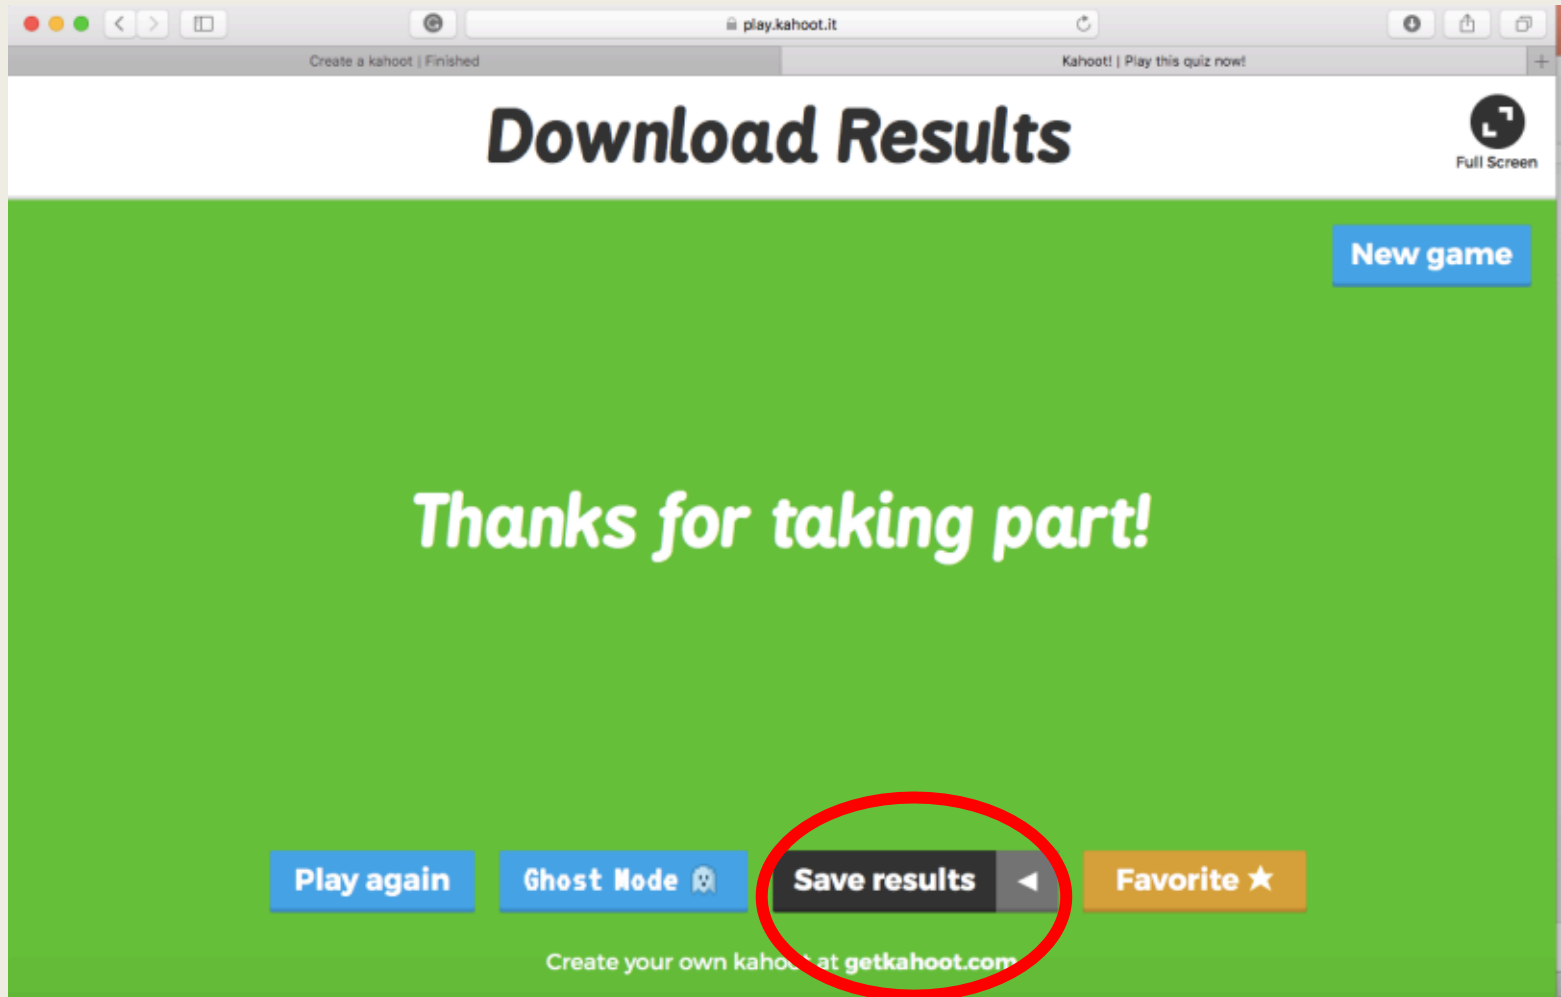 play.kahoot.it
Create a kahoot | Finished
Kahoot! | Play this quiz now!
Download Results
Full Screen
New game
Thanks for taking part!
Play again
Ghost Mode
Save results
Favorite
Create your own kahoot at getkahoot.com